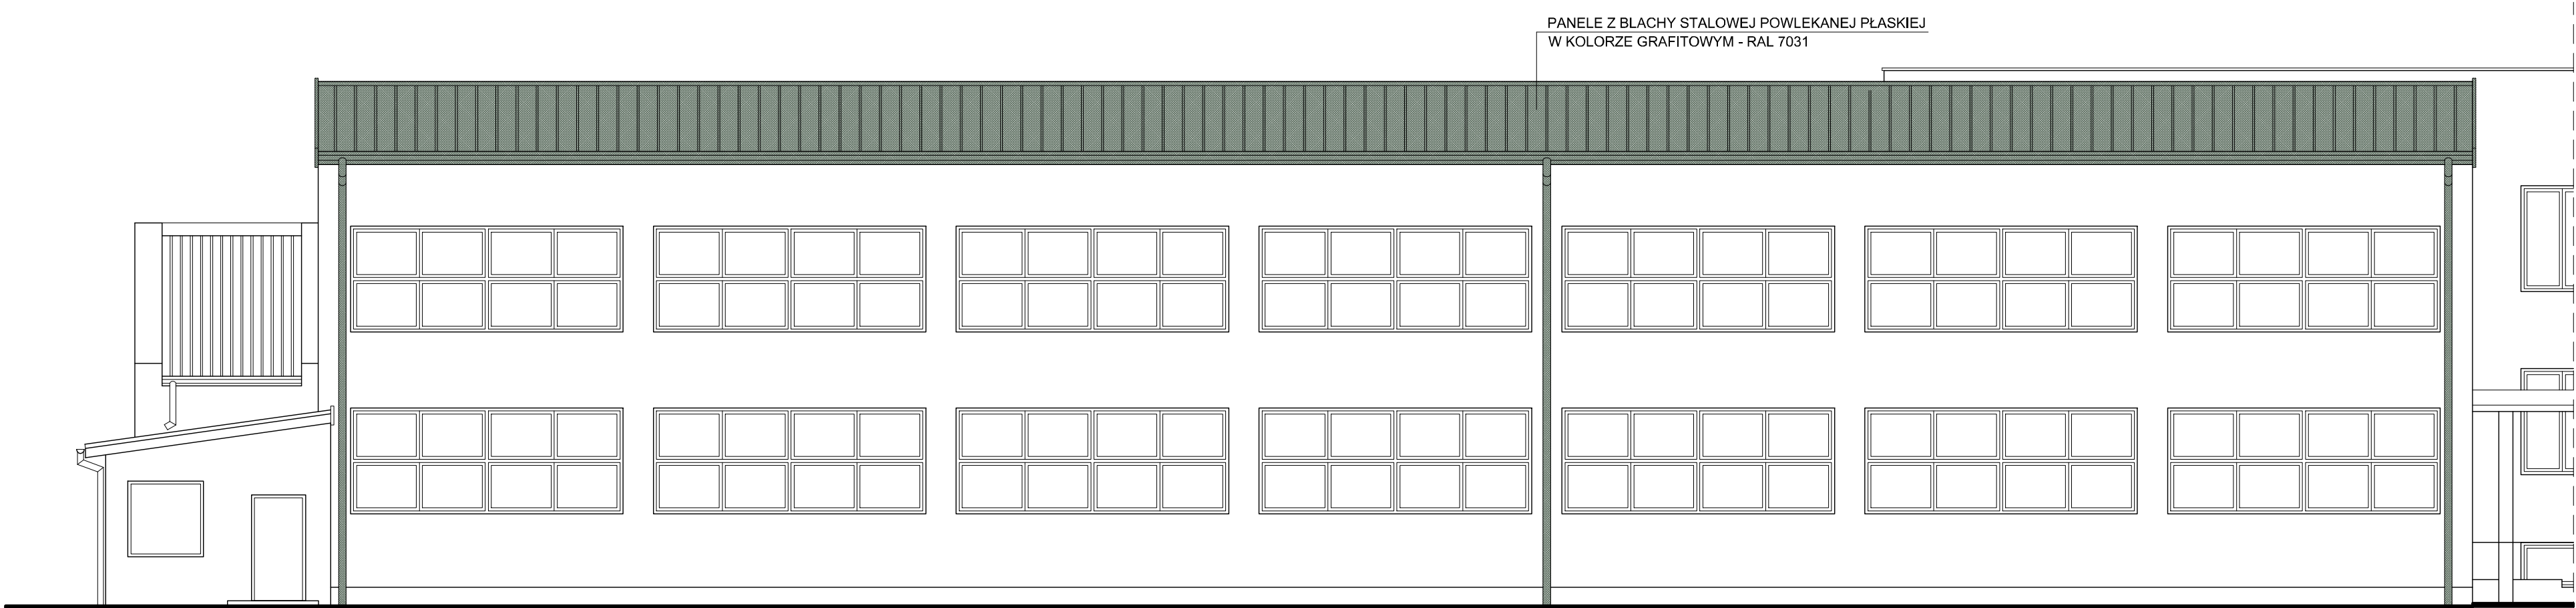 PANELE Z BLACHY STALOWEJ POWLEKANEJ PŁASKIEJ
W KOLORZE GRAFITOWYM - RAL 7031